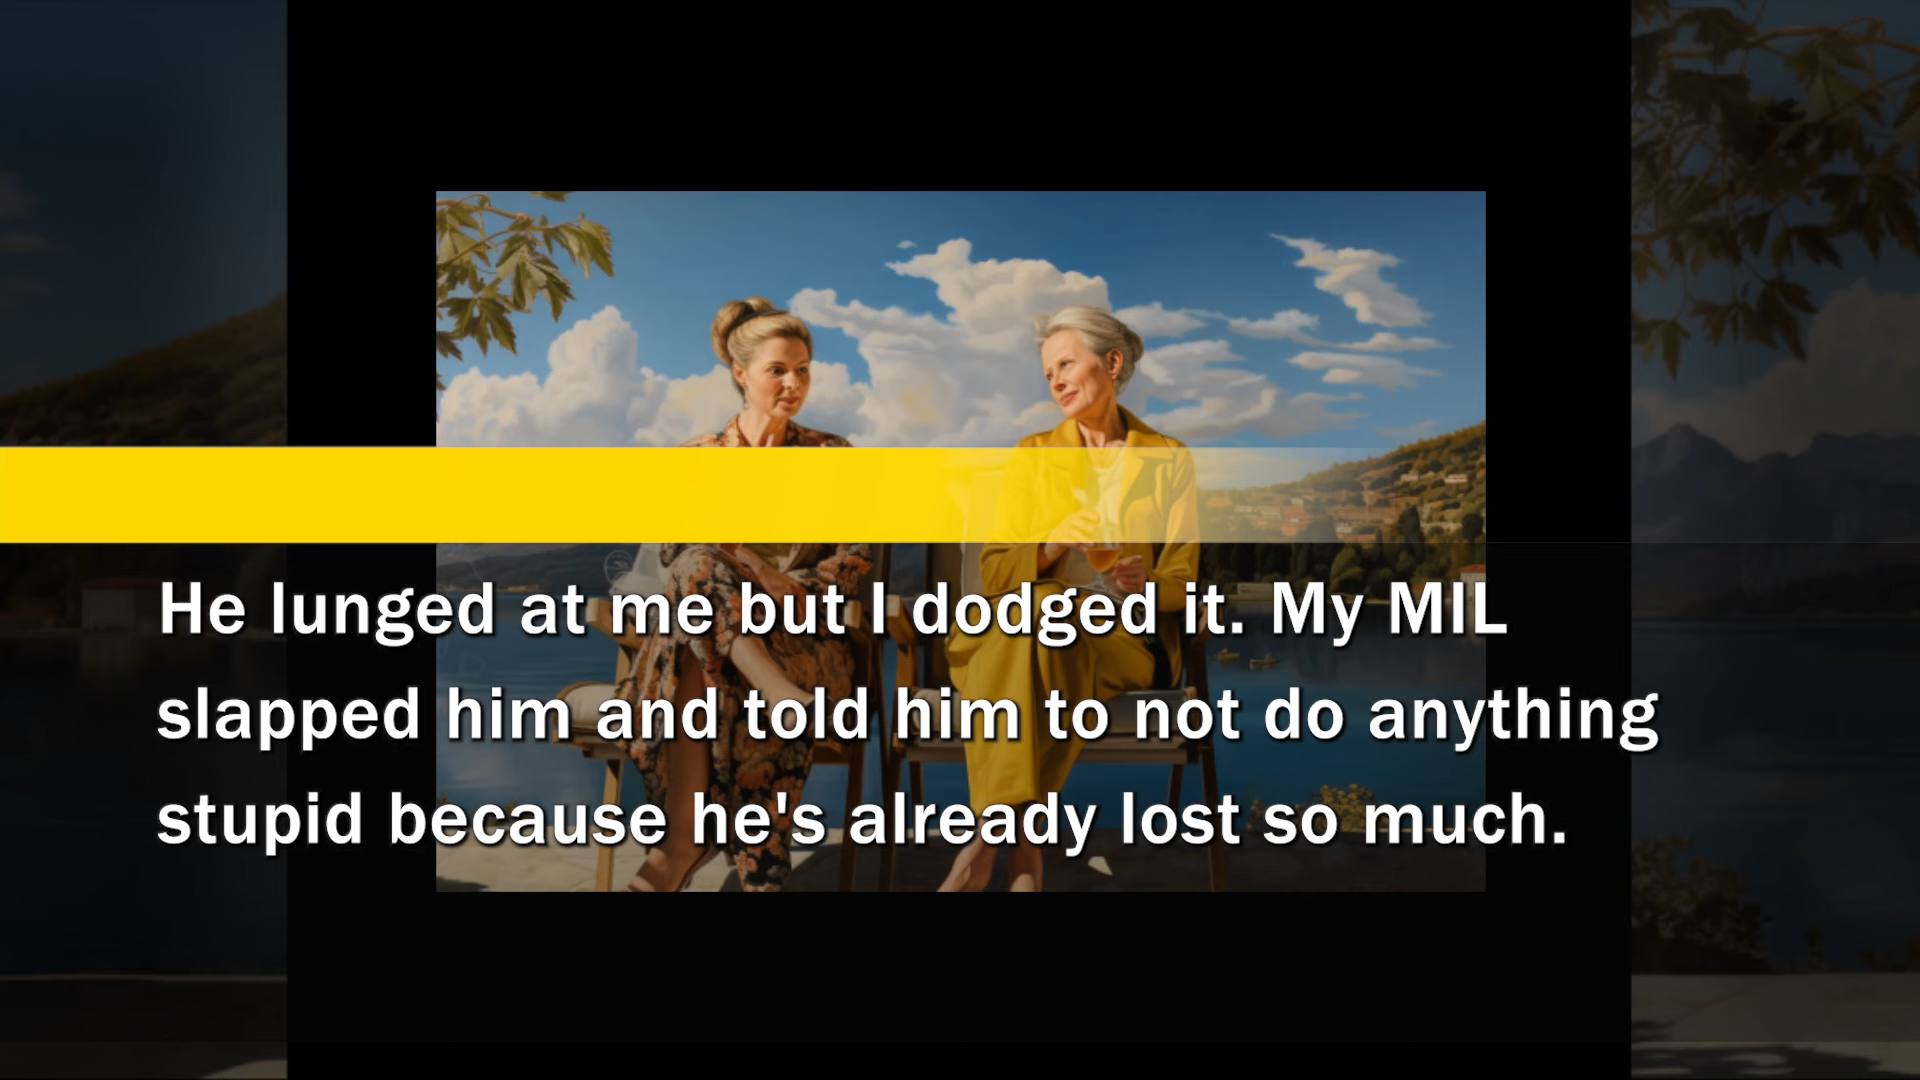 He lunged at me but I dodged it. My MIL
slapped him and told him to not do anything
stupid because he's already lost so much.